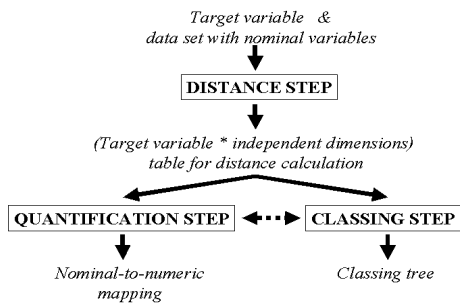 Target variable &
data set with nominal variables
DISTANCE STEP
(Target variable * independent dimensions)
table for distance calculation
QUANTIFICATION STEP
CLASSING STEP
Nominal-to-numeric
mapping
Classing tree